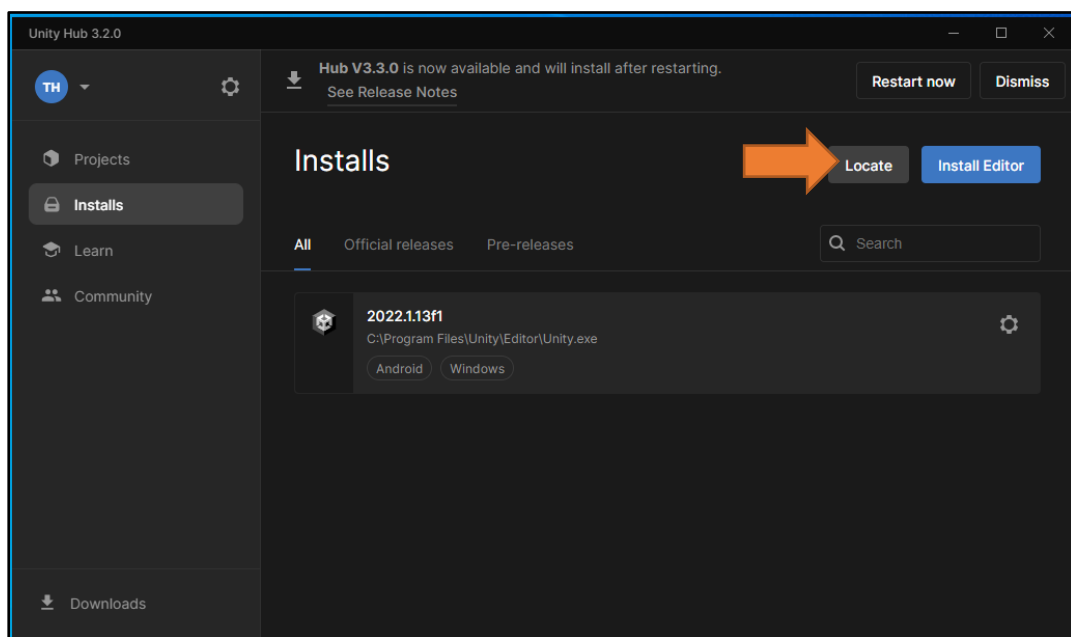 Unity Hub 3.2.0
TH
Hub V3.3.0 is now available and will install after restarting.
See Release Notes
Restart now
Dismiss
Projects
Installs
Learn
Community
Downloads
Installs
Locate
Install Editor
All
Official releases
Pre-releases
Search
2022.1.13f1
C:\Program Files\Unity\Editor\Unity.exe
Android
Windows